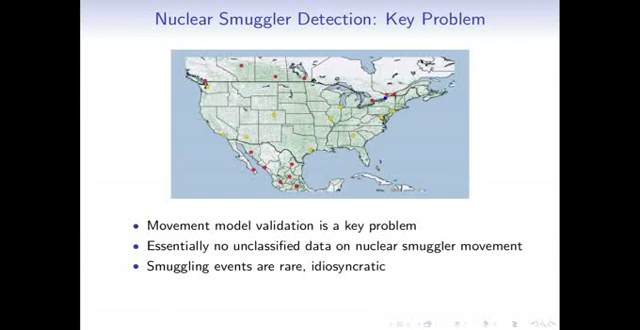 Nuclear Smuggler Detection: Key Problem
Movement model validation is a key problem
Essentially no unclassified data on nuclear smuggler movement
Smuggling events are rare, idiosyncratic